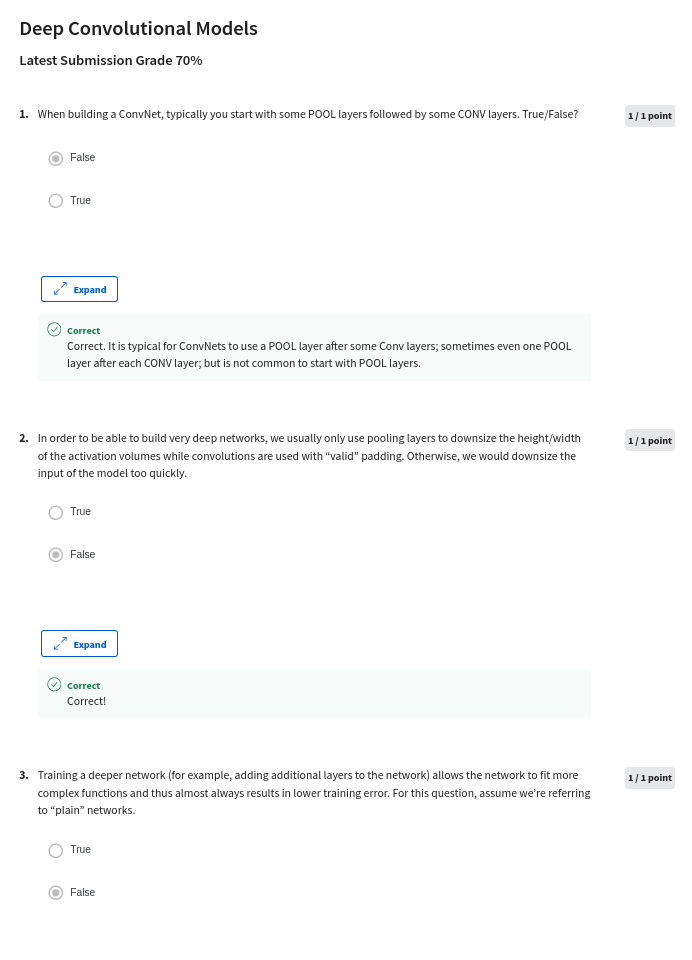 Deep Convolutional Models
Latest Submission Grade 70%
1. When building a ConvNet, typically you start with some POOL layers followed by some CONV layers. True/False?
1 / 1 point
False
True
Expand
Correct
Correct. It is typical for ConvNets to use a POOL layer after some Conv layers; sometimes even one POOL
layer after each CONV layer; but is not common to start with POOL layers.
2. In order to be able to build very deep networks, we usually only use pooling layers to downsize the height/width
1 / 1 point
of the activation volumes while convolutions are used with “valid” padding. Otherwise, we would downsize the
input of the model too quickly.
True
False
Expand
Correct
Correct!
3. Training a deeper network (for example, adding additional layers to the network) allows the network to fit more
1 / 1 point
complex functions and thus almost always results in lower training error. For this question, assume we’re referring
to “plain” networks.
True
False